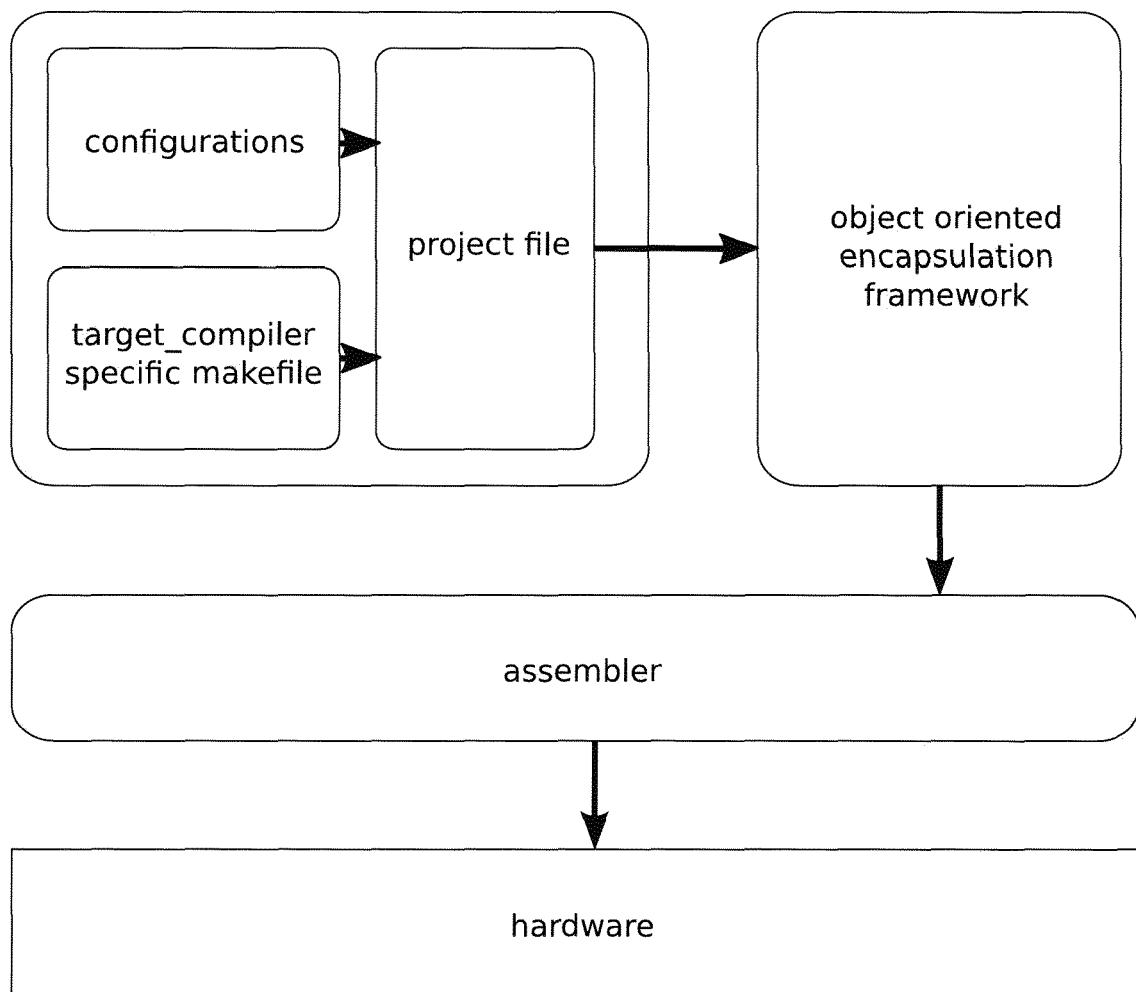 configurations
target_compiler
specific makefile
project file
object oriented
encapsulation
framework
assembler
hardware